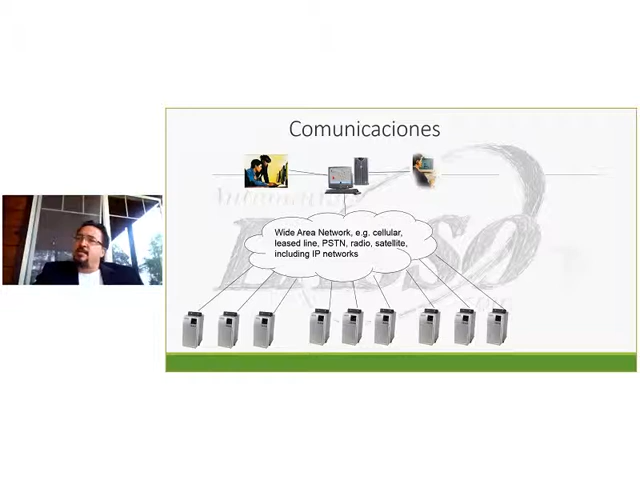 Comunicaciones
Wide Area Network, e.g. cellular,
leased line, PSTN, radio, satellite,
including IP networks